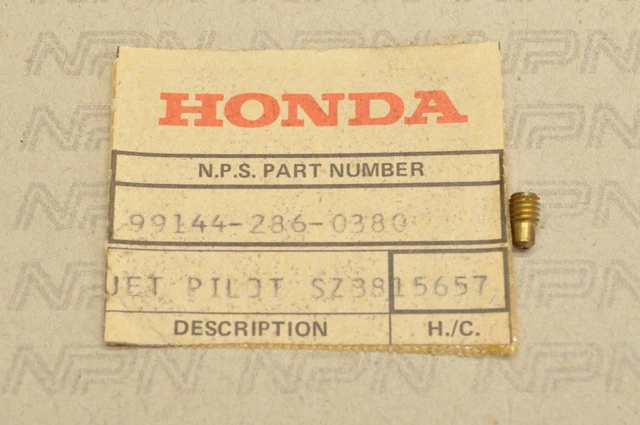 HONDA
N.P.S. PART NUMBER
99144-286-0380
JET PILOT SZ3815657
DESCRIPTION H./C.